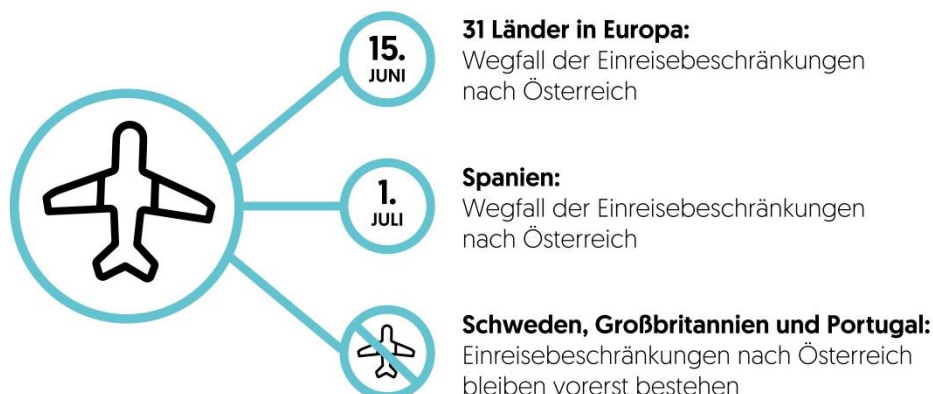 15.
JUNI
31 Länder in Europa:
Wegfall der Einreisebeschränkungen
nach Österreich
1.
JULI
Spanien:
Wegfall der Einreisebeschränkungen
nach Österreich
Schweden, Großbritannien und Portugal:
Einreisebeschränkungen nach Österreich
bleiben vorerst bestehen